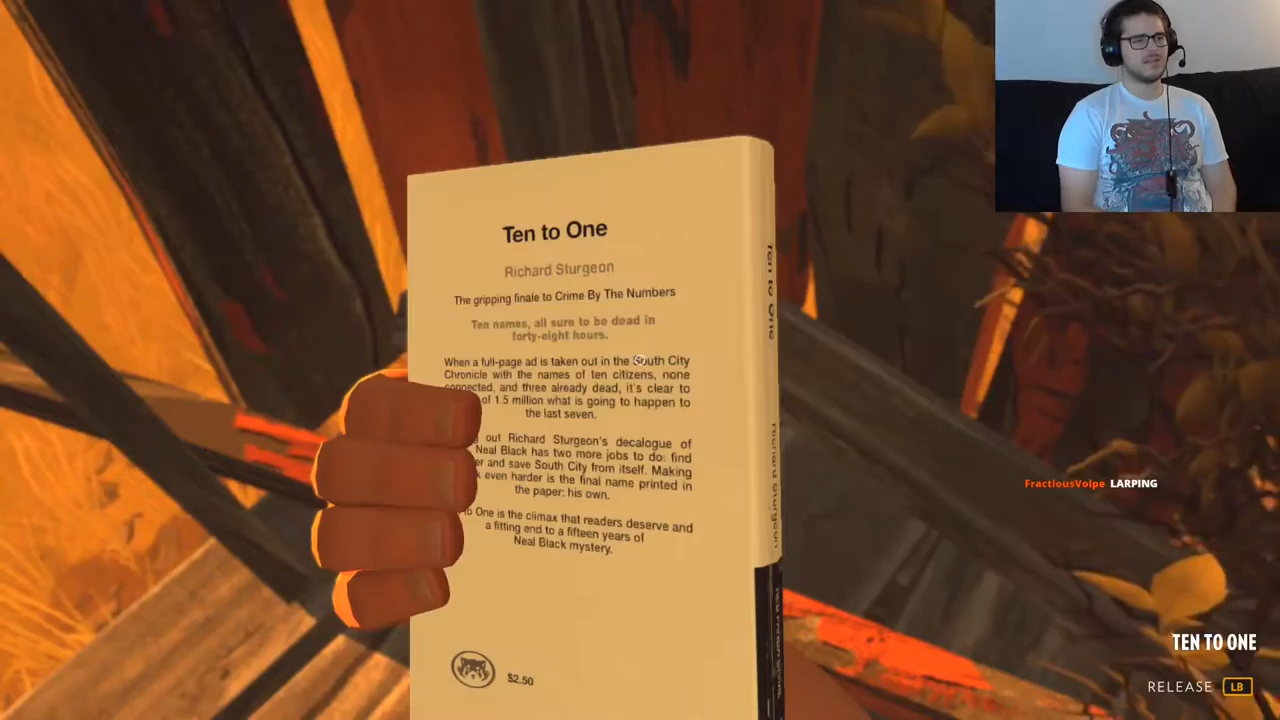 Ten to One
Richard Sturgeon
The gripping finale to Crime By The Numbers
Ten names, all sure to be dead in
forty-eight hours.
When a full-page ad is taken out in the South City
Chronicle with the names of ten citizens, none
connected, and three already dead, it's clear to
of 1.5 million what is going to happen to
the last seven.
out Richard Sturgeon's decalogue of
Neal Black has two more jobs to do: find
and save South City from itself. Making
even harder is the final name printed in
the paper: his own.
to One is the climax that readers deserve and
a fitting end to a fifteen years of
Neal Black mystery.
$2.50
Ten to One
Richard Sturgeon
FractiousVolpe LARPING
TEN TO ONE
RELEASE LB